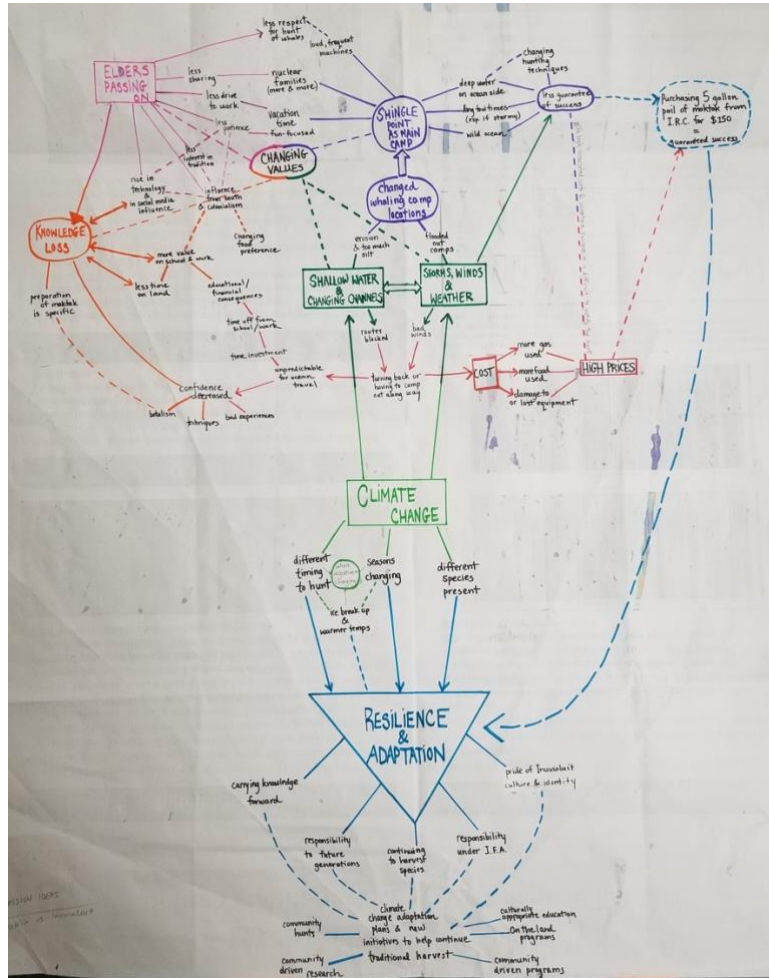 less respect
for hunt
of whales
loud, frequent
machines
changing
hunting
techniques
ELDERS
PASSING
ON
less
sharing
nuclear
families
(more & more)
deep water
on ocean side
less guarantee
of success
Purchasing 5 gallon
pail of maktak from
I.R.C. for $150
=
guaranteed success
less drive
to work
vacation
time
fun-focused
SHINGLE
POINT
AS MAIN
CAMP
(esp. if stormy)
wild ocean
less
patience
less
interest in
tradition
CHANGING
VALUES
rise in
technology
&
in social media
influence
influence
from south
& colonialism
changed
whaling camp
locations
KNOWLEDGE
LOSS
changing
food
preference
erosion
& too much
silt
flooded
out
camps
more value
on school & work
less time
on land
educational/
financial
consequences
SHALLOW WATER
&
CHANGING CHANNELS
STORMS, WINDS
&
WEATHER
preparation
of maktak
is specific
time off from
school/work
routes
blocked
bad
winds
time investment
unpredictable
for ocean
travel
turning back or
having to camp
out along way
COST
more gas
used
more food
used
damage to
or lost equipment
HIGH PRICES
confidence
decreased
botulism
techniques
bad experiences
CLIMATE
CHANGE
different
timing
to hunt
seasons
changing
different
species
present
ice break up
&
warmer temps
RESILIENCE
&
ADAPTATION
carrying knowledge
forward
pride of Inuvialuit
culture & identity
responsibility
to future
generations
continuing
to harvest
species
responsibility
under I.F.A.
climate
change adaptation
plans & new
initiatives to help continue
traditional harvest
community
hunts
culturally
appropriate education
On the land
programs
community
driven research
community
driven programs